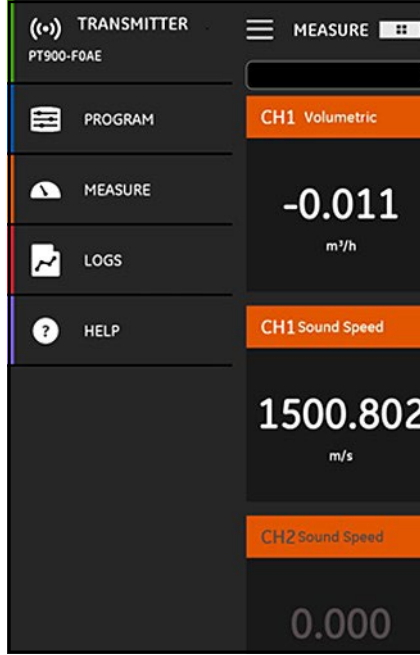 TRANSMITTER
PT900-F0AE
PROGRAM
MEASURE
LOGS
? HELP
MEASURE
CH1 Volumetric
-0.011
m³/h
CH1 Sound Speed
1500.802
m/s
CH2 Sound Speed
0.000